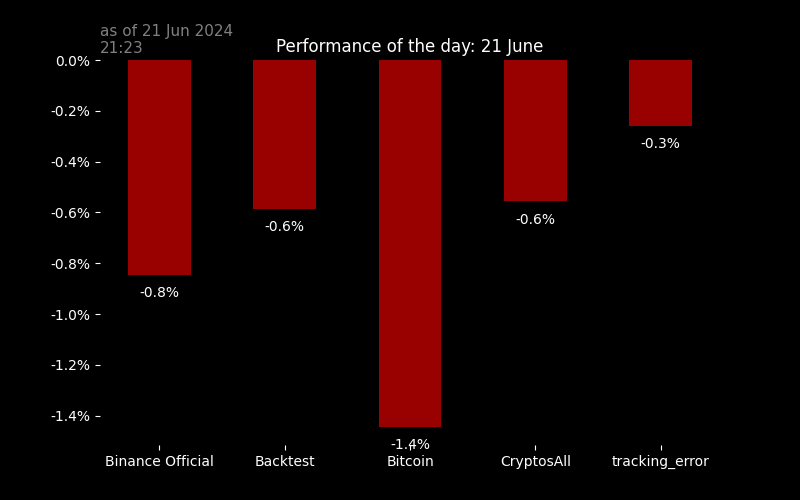 as of 21 Jun 2024
21:23
Performance of the day: 21 June
0.0%
-0.2%
-0.4%
-0.6%
-0.8%
-1.0%
-1.2%
-1.4%
-0.8%
-0.6%
-1.4%
-0.6%
-0.3%
Binance Official
Backtest
Bitcoin
CryptosAll
tracking_error